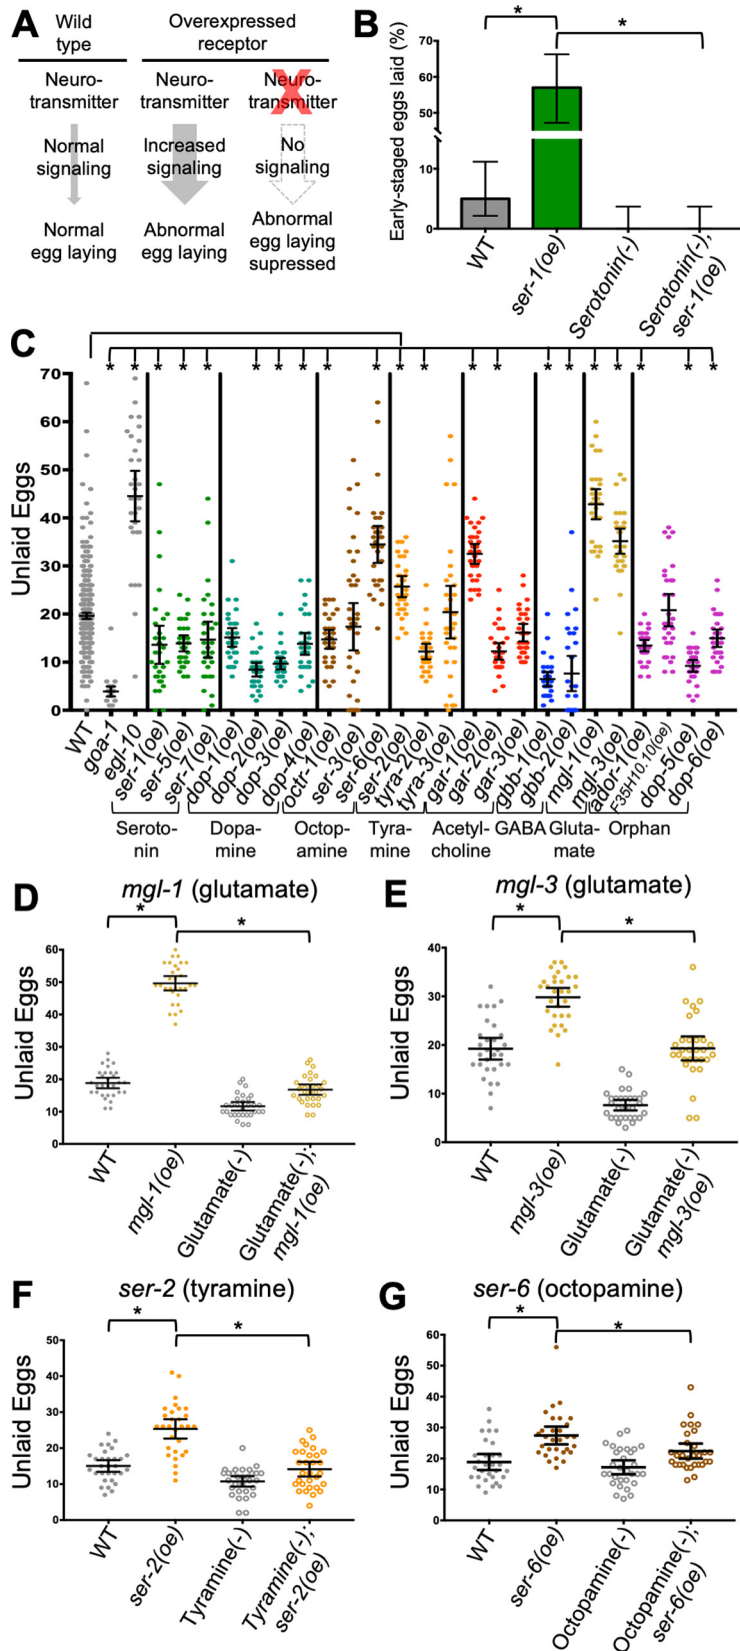 A
Wild
type
Overexpressed
receptor
Neuro-
transmitter
Neuro-
transmitter
Neuro-
transmitter
Normal
signaling
Increased
signaling
No
signaling
Normal
egg laying
Abnormal
egg laying
Abnormal
egg laying
supressed
B
Early-staged eggs laid (%)
70
60
50
10
0
*
*
WT
ser-1(oe)
Serotonin(-)
Serotonin(-);
ser-1(oe)
C
Unlaid Eggs
70
60
50
40
30
20
10
0
* * * * * * * * * * * * * * * * * * * * *
WT
goa-1
egl-10
ser-1(oe)
ser-5(oe)
ser-7(oe)
dop-1(oe)
dop-2(oe)
dop-3(oe)
dop-4(oe)
octr-1(oe)
ser-3(oe)
ser-6(oe)
ser-2(oe)
tyra-2(oe)
tyra-3(oe)
gar-1(oe)
gar-2(oe)
gar-3(oe)
gbb-1(oe)
gbb-2(oe)
mgl-1(oe)
mgl-3(oe)
ador-1(oe)
F35H10.10(oe)
dop-5(oe)
dop-6(oe)
Seroto-
nin
Dopa-
mine
Octop-
amine
Tyra-
mine
Acetyl-
choline
GABA
Gluta-
mate
Orphan
D
mgl-1 (glutamate)
Unlaid Eggs
60
50
40
30
20
10
0
*
*
WT
mgl-1(oe)
Glutamate(-)
Glutamate(-);
mgl-1(oe)
E
mgl-3 (glutamate)
Unlaid Eggs
40
30
20
10
0
*
*
WT
mgl-3(oe)
Glutamate(-)
Glutamate(-)
mgl-3(oe)
F
ser-2 (tyramine)
Unlaid Eggs
50
40
30
20
10
0
*
*
WT
ser-2(oe)
Tyramine(-)
Tyramine(-);
ser-2(oe)
G
ser-6 (octopamine)
Unlaid Eggs
60
50
40
30
20
10
0
*
*
WT
ser-6(oe)
Octopamine(-)
Octopamine(-);
ser-6(oe)